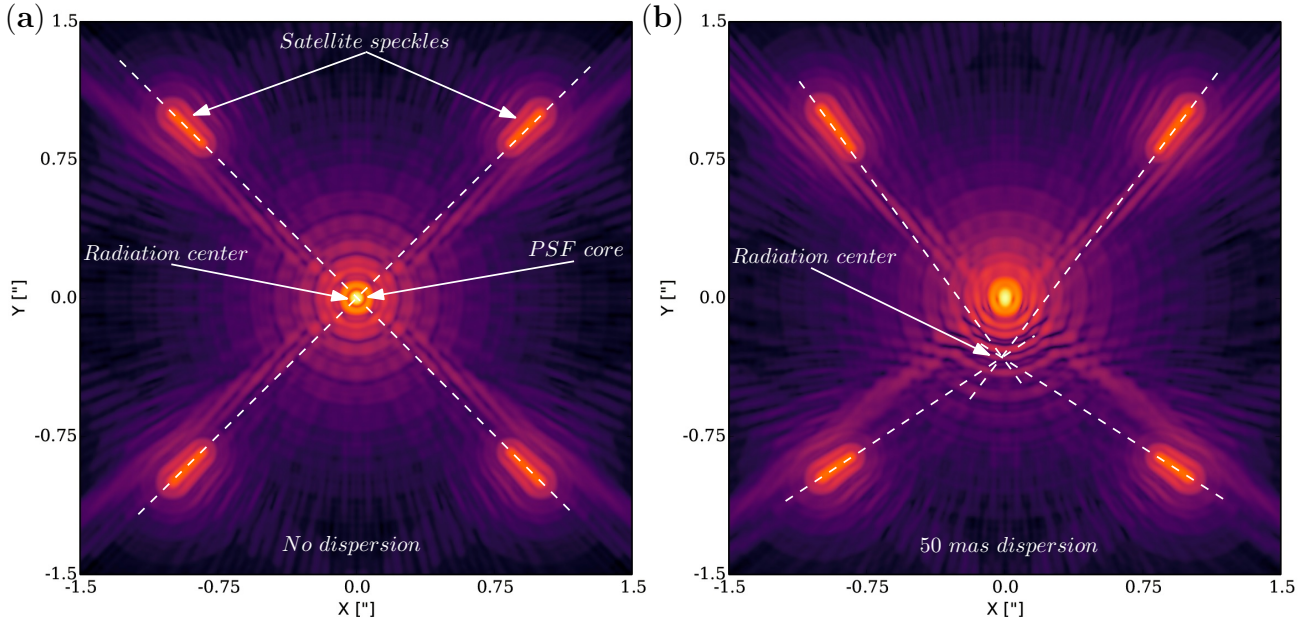 (a)
1.5
0.75
0.0
-0.75
-1.5
Y ["]
Satellite speckles
Radiation center
PSF core
No dispersion
-1.5
-0.75
0.0
0.75
1.5
X ["]
(b)
1.5
0.75
0.0
-0.75
-1.5
Y ["]
Radiation center
50 mas dispersion
-1.5
-0.75
0.0
0.75
1.5
X ["]